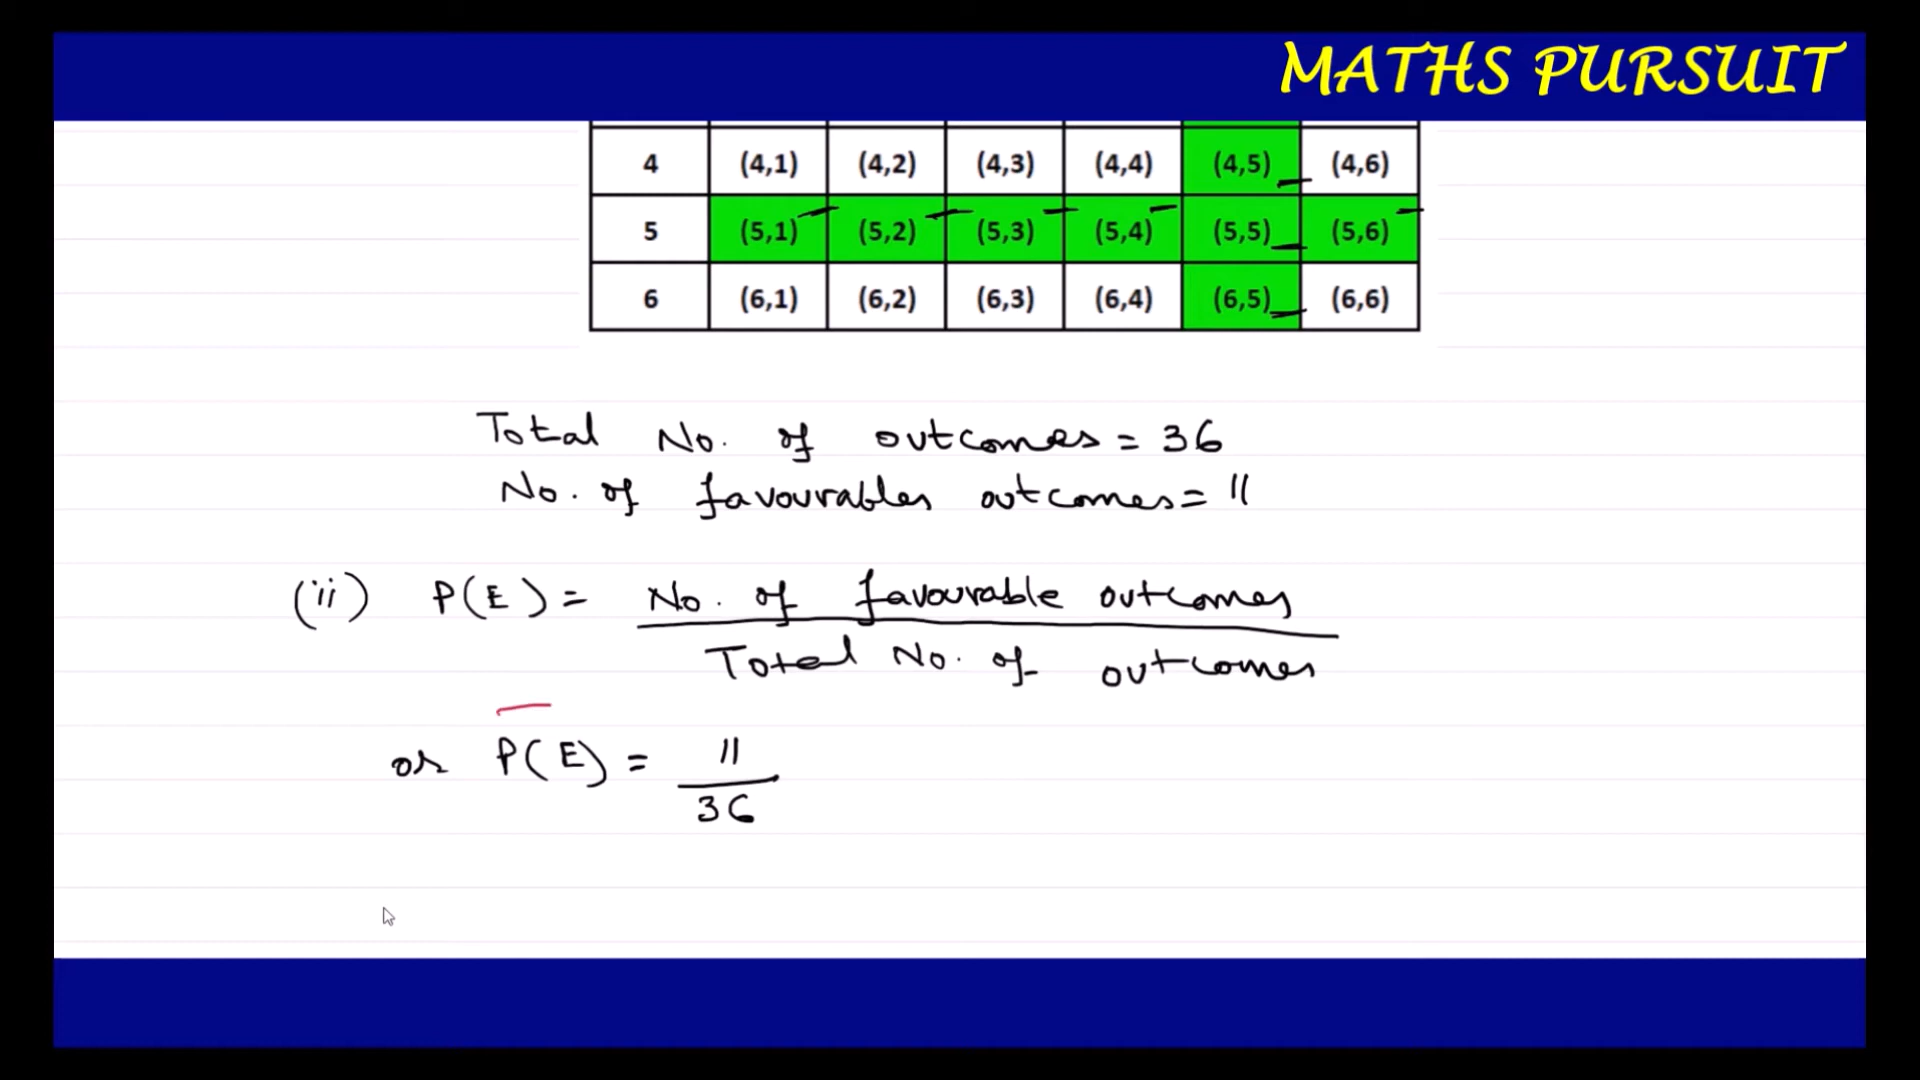 MATHS PURSUIT
4 (4,1) (4,2) (4,3) (4,4) (4,5) (4,6)
5 (5,1) (5,2) (5,3) (5,4) (5,5) (5,6)
6 (6,1) (6,2) (6,3) (6,4) (6,5) (6,6)
Total No. of outcomes = 36
No. of favourables outcomes = 11
(ii) P(E) = No. of favourable outcomes
Total No. of outcomes
or P(E) = 11
36